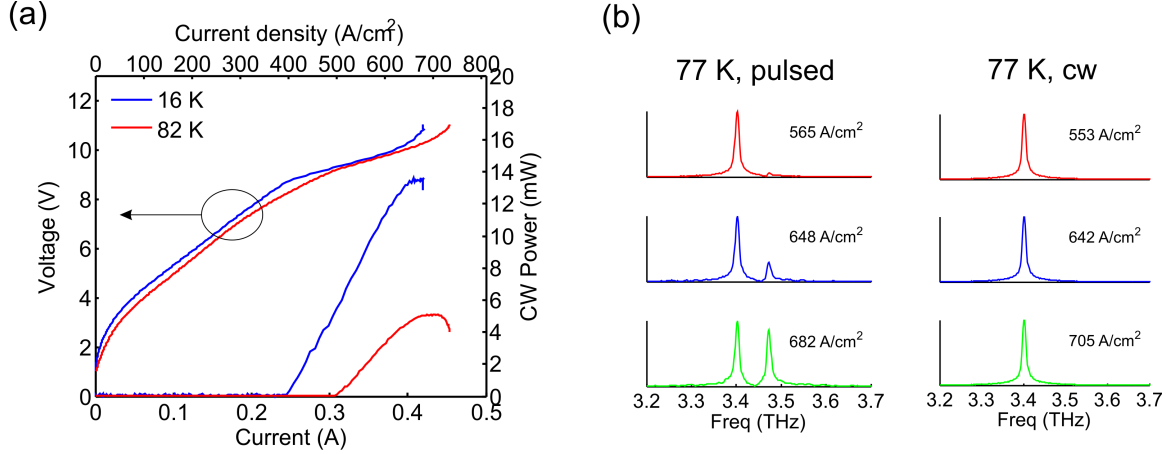 (a)
Current density (A/cm2)
0 100 200 300 400 500 600 700 800
12
10
8
6
4
2
0
Voltage (V)
16 K
82 K
20
18
16
14
12
10
8
6
4
2
0
CW Power (mW)
0 0.1 0.2 0.3 0.4 0.5
Current (A)
(b)
77 K, pulsed
565 A/cm2
648 A/cm2
682 A/cm2
3.2 3.3 3.4 3.5 3.6 3.7
Freq (THz)
77 K, cw
553 A/cm2
642 A/cm2
705 A/cm2
3.2 3.3 3.4 3.5 3.6 3.7
Freq (THz)